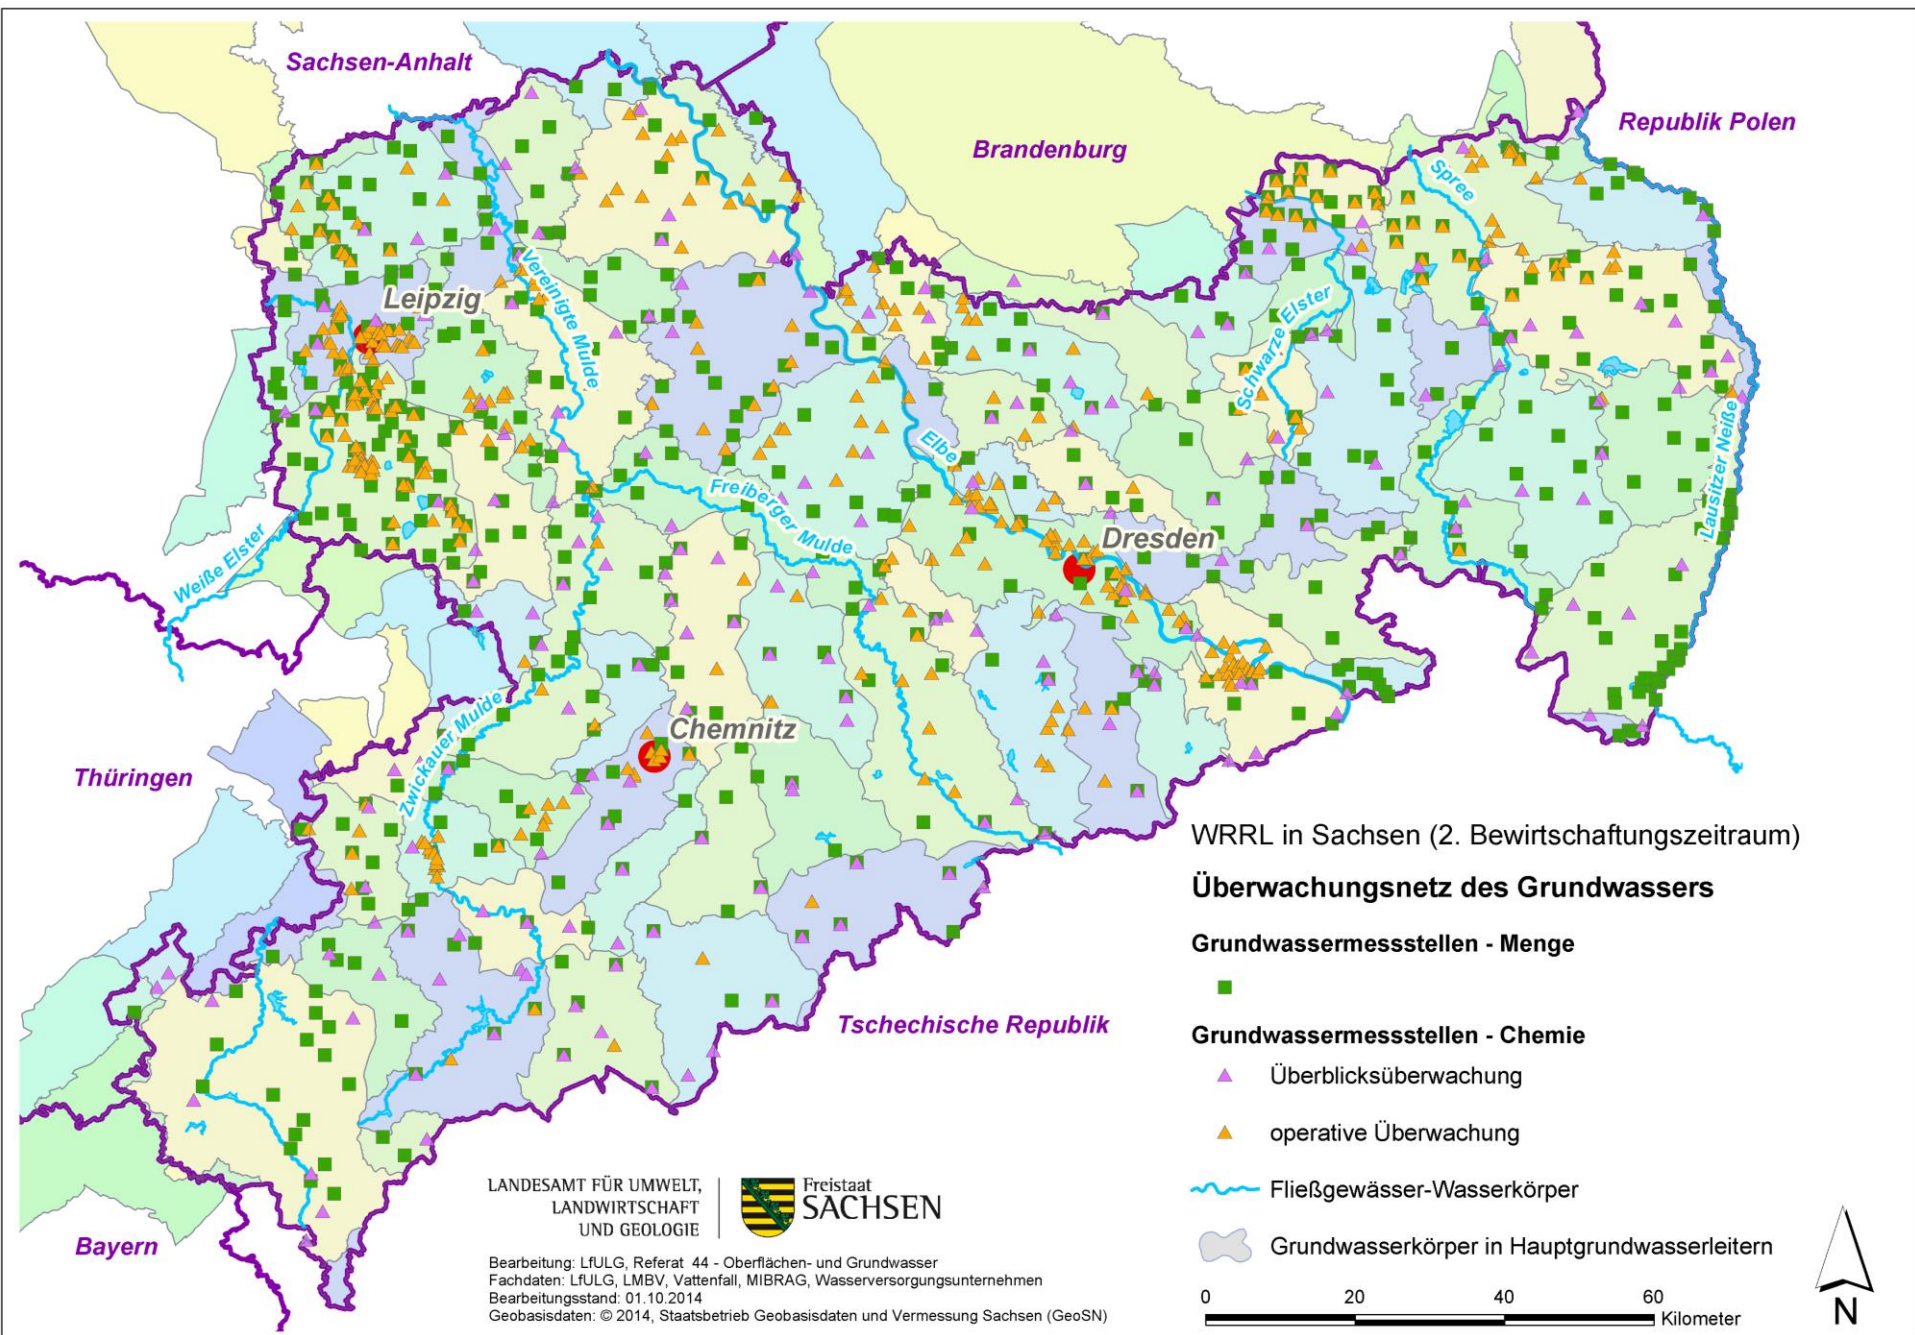 Sachsen-Anhalt
Brandenburg
Republik Polen
Spree
Leipzig
Vereinigte Mulde
Schwarze Elster
Elbe
Lausitzer Neiße
Freiberger Mulde
Dresden
Weiße Elster
Zwickauer Mulde
Chemnitz
Thüringen
Tschechische Republik
Bayern
WRRL in Sachsen (2. Bewirtschaftungszeitraum)
Überwachungsnetz des Grundwassers
Grundwassermessstellen - Menge
Grundwassermessstellen - Chemie
Überblicksüberwachung
operative Überwachung
Fließgewässer-Wasserkörper
Grundwasserkörper in Hauptgrundwasserleitern
0 20 40 60
Kilometer
N
LANDESAMT FÜR UMWELT,
LANDWIRTSCHAFT
UND GEOLOGIE
Freistaat
SACHSEN
Bearbeitung: LfULG, Referat 44 - Oberflächen- und Grundwasser
Fachdaten: LfULG, LMBV, Vattenfall, MIBRAG, Wasserversorgungsunternehmen
Bearbeitungsstand: 01.10.2014
Geobasisdaten: © 2014, Staatsbetrieb Geobasisdaten und Vermessung Sachsen (GeoSN)